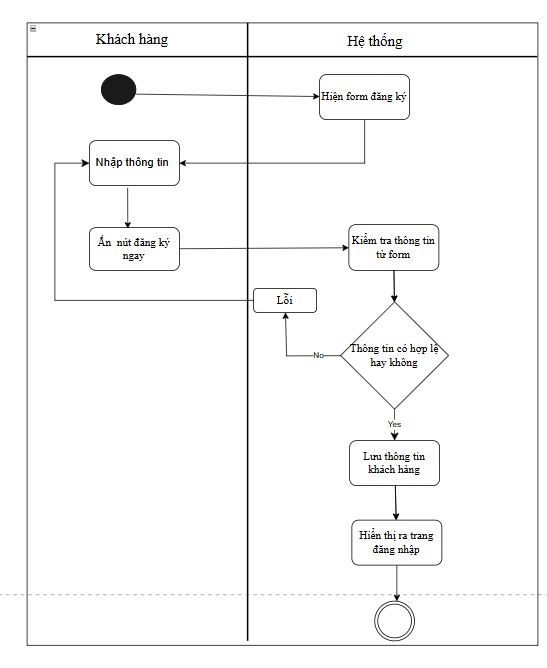 Khách hàng
Hệ thống
Hiện form đăng ký
Nhập thông tin
Ấn nút đăng ký
ngay
Kiểm tra thông tin
từ form
Lỗi
Thông tin có hợp lệ
hay không
No
Yes
Lưu thông tin
khách hàng
Hiển thị ra trang
đăng nhập